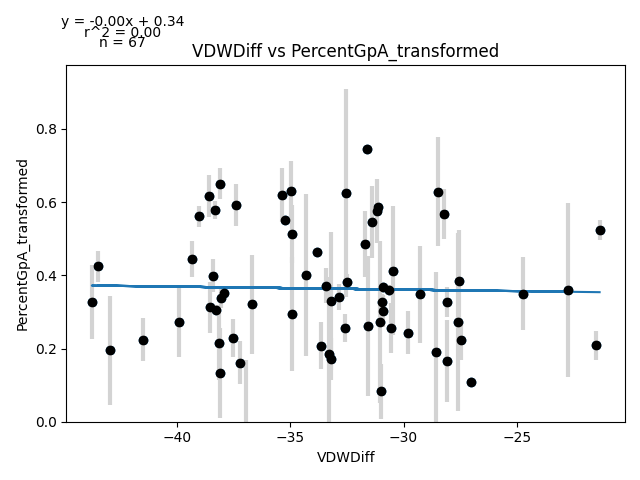 y = -0.00x + 0.34
r^2 = 0.00
n = 67
VDWDiff vs PercentGpA_transformed
PercentGpA_transformed
0.8
0.6
0.4
0.2
0.0
−40
−35
−30
−25
VDWDiff